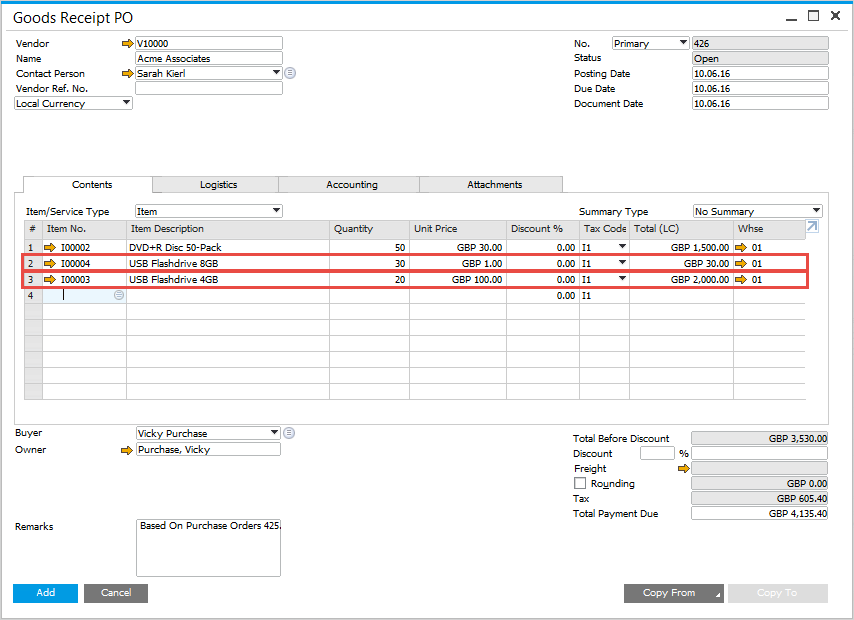 Goods Receipt PO
Vendor V10000 No. Primary 426
Name Acme Associates Status Open
Contact Person Sarah Kierl Posting Date 10.06.16
Vendor Ref. No. Due Date 10.06.16
Local Currency Document Date 10.06.16
Contents Logistics Accounting Attachments
Item/Service Type Item Summary Type No Summary
# Item No. Item Description Quantity Unit Price Discount % Tax Code Total (LC) Whse
1 I00002 DVD+R Disc 50-Pack 50 GBP 30.00 0.00 I1 GBP 1,500.00 01
2 I00004 USB Flashdrive 8GB 30 GBP 1.00 0.00 I1 GBP 30.00 01
3 I00003 USB Flashdrive 4GB 20 GBP 100.00 0.00 I1 GBP 2,000.00 01
4 0.00 I1
Buyer Vicky Purchase
Owner Purchase, Vicky
Total Before Discount GBP 3,530.00
Discount %
Freight
Rounding GBP 0.00
Tax GBP 605.40
Total Payment Due GBP 4,135.40
Remarks Based On Purchase Orders 425.
Add Cancel Copy From Copy To